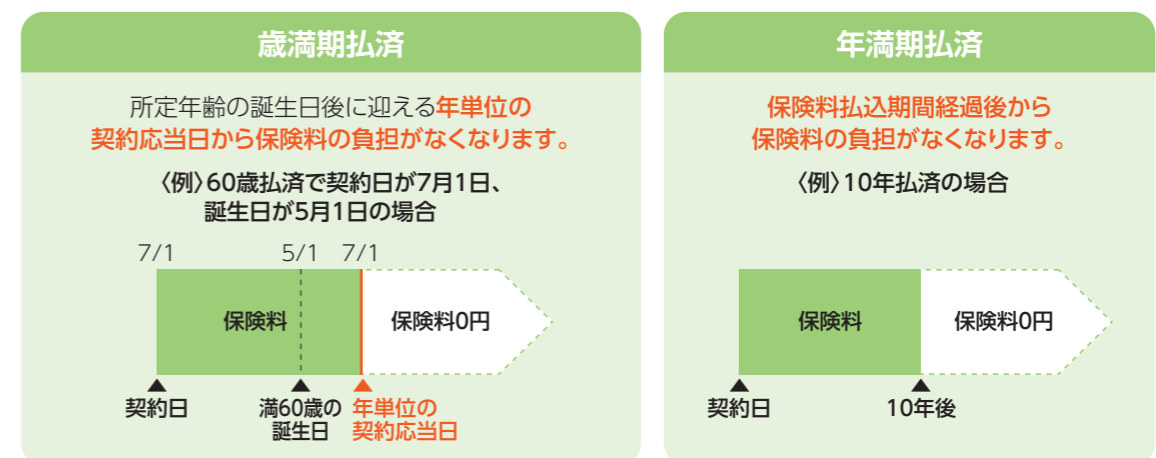 歳満期払済
所定年齢の誕生日後に迎える年単位の
契約応当日から保険料の負担がなくなります。
〈例〉60歳払済で契約日が7月1日、
誕生日が5月1日の場合
7/1 5/1 7/1
保険料 保険料0円
契約日 満60歳の 年単位の
誕生日 契約応当日
年満期払済
保険料払込期間経過後から
保険料の負担がなくなります。
〈例〉10年払済の場合
保険料 保険料0円
契約日 10年後